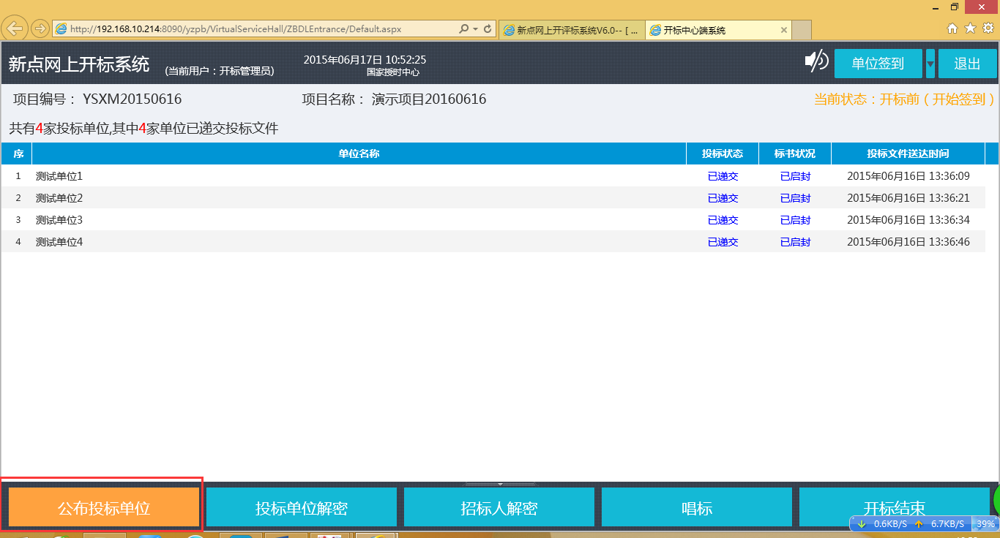 http://192.168.10.214:8090/yzpb/VirtualServiceHall/ZBDLEntrance/Default.aspx
新点网上开评标系统V6.0-- [ ...
开标中心端系统
新点网上开标系统
(当前用户：开标管理员)
2015年06月17日 10:52:25
国家授时中心
单位签到
退出
项目编号： YSXM20150616
项目名称： 演示项目20160616
当前状态：开标前 ( 开始签到 )
共有4家投标单位,其中4家单位已递交投标文件
序 单位名称 投标状态 标书状况 投标文件送达时间
1 测试单位1 已递交 已启封 2015年06月16日 13:36:09
2 测试单位2 已递交 已启封 2015年06月16日 13:36:21
3 测试单位3 已递交 已启封 2015年06月16日 13:36:34
4 测试单位4 已递交 已启封 2015年06月16日 13:36:46
公布投标单位
投标单位解密
招标人解密
唱标
开标结束
0.6KB/S 6.7KB/S 39%